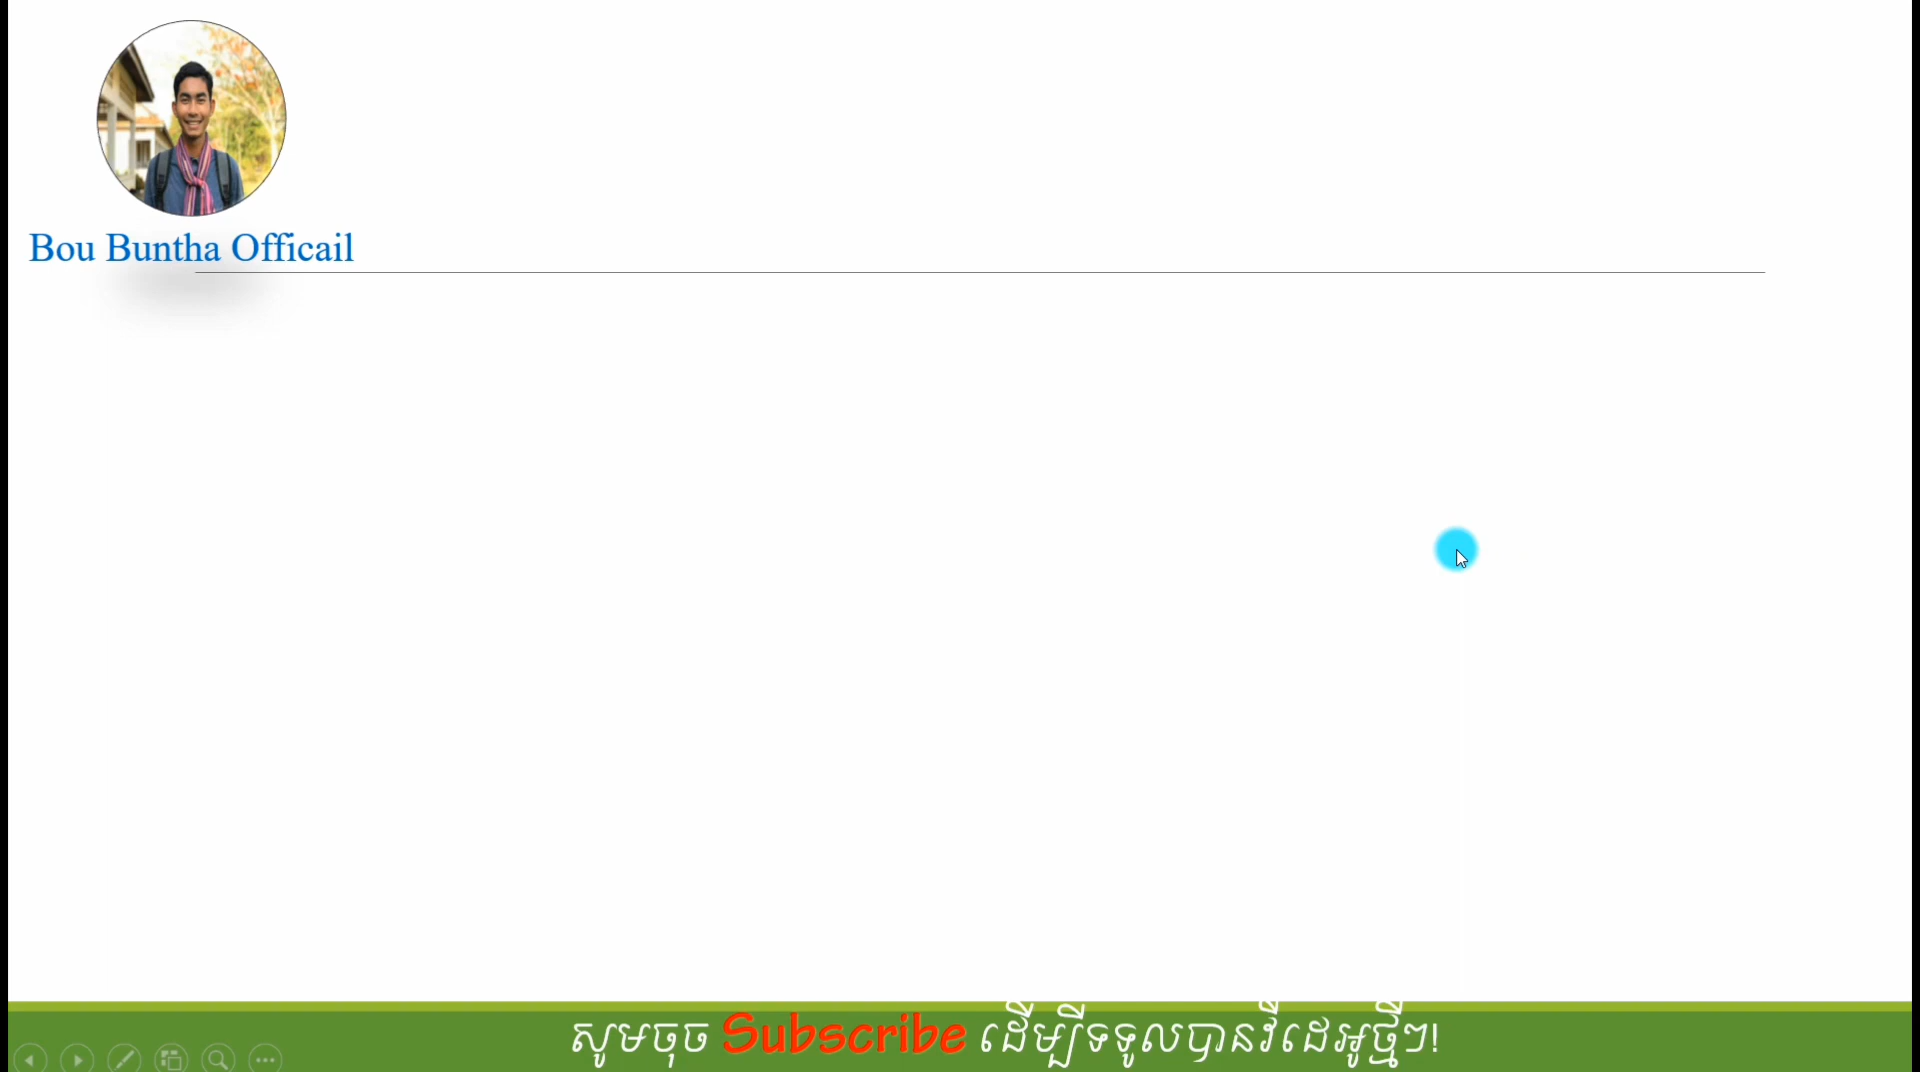 Bou Buntha Officail
សូមចុច Subscribe ដើម្បីទទួលបានវីដេអូថ្មីៗ!